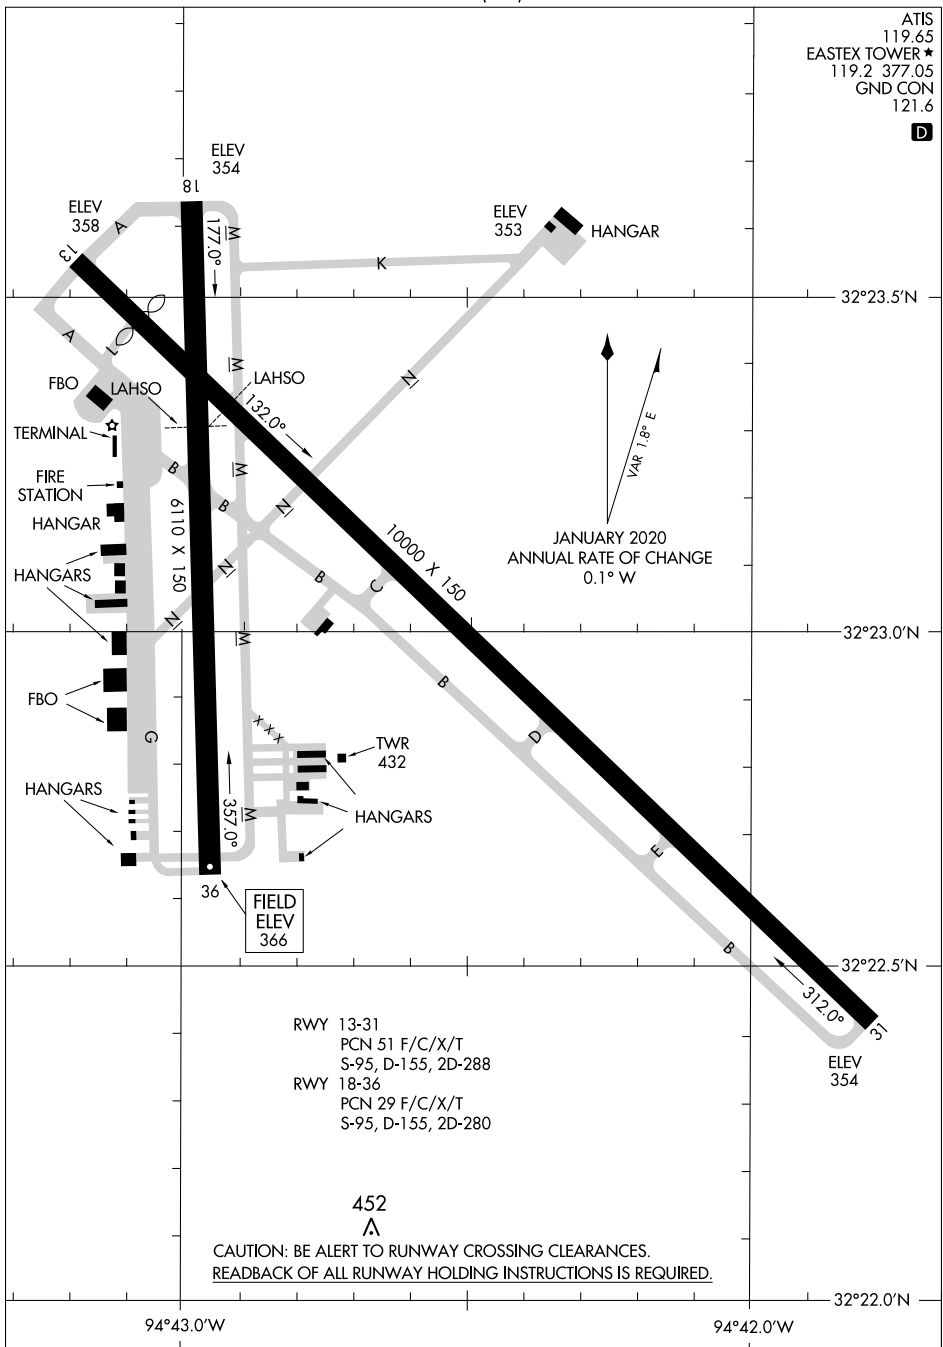 ATIS
119.65
EASTEX TOWER★
119.2 377.05
GND CON
121.6
D
ELEV
354
18
ELEV
358
13
A
177.0°
M
ELEV
353
HANGAR
K
32°23.5'N
A
1
M
N
FBO
LAHSO
LAHSO
132.0°
VAR 1.8° E
TERMINAL
B
M
FIRE
STATION
6110 X 150
B
N
HANGAR
10000 X 150
JANUARY 2020
ANNUAL RATE OF CHANGE
0.1° W
HANGARS
N
B
C
N
M
32°23.0'N
B
FBO
G
X X X
D
TWR
432
HANGARS
357.0°
M
HANGARS
E
36
FIELD
ELEV
366
B
32°22.5'N
312.0°
31
ELEV
354
RWY 13-31
PCN 51 F/C/X/T
S-95, D-155, 2D-288
RWY 18-36
PCN 29 F/C/X/T
S-95, D-155, 2D-280
452
CAUTION: BE ALERT TO RUNWAY CROSSING CLEARANCES.
READBACK OF ALL RUNWAY HOLDING INSTRUCTIONS IS REQUIRED.
32°22.0'N
94°43.0'W
94°42.0'W